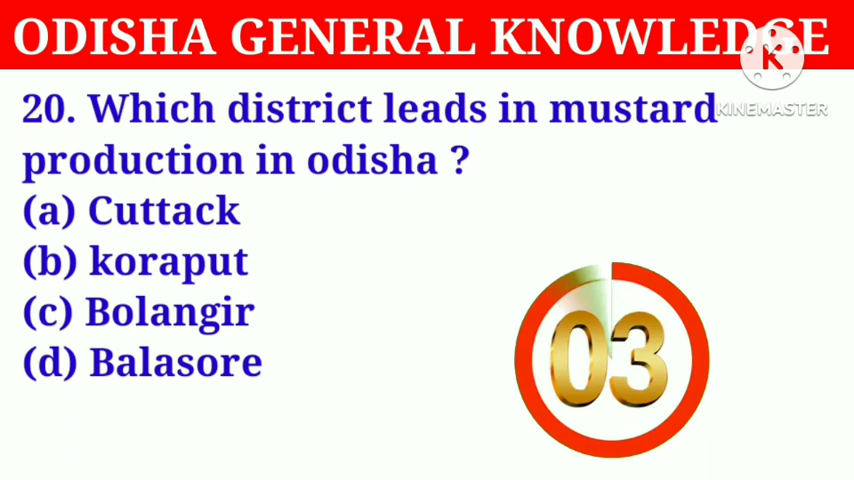 ODISHA GENERAL KNOWLEDGE
K
KINEMASTER
20. Which district leads in mustard
production in odisha ?
(a) Cuttack
(b) koraput
(c) Bolangir
(d) Balasore
03